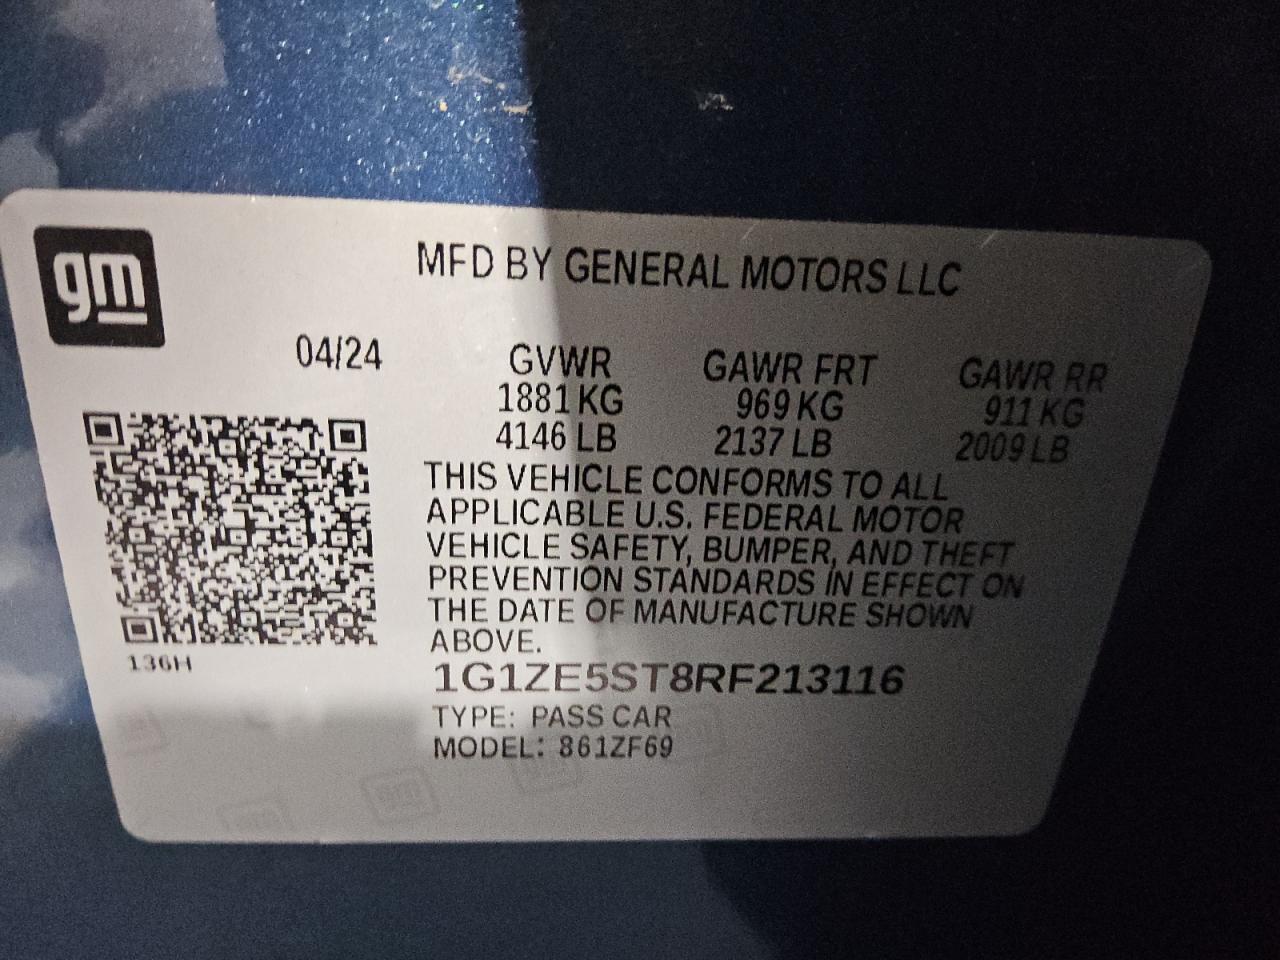 gm
MFD BY GENERAL MOTORS LLC
04/24 GVWR GAWR FRT GAWR RR
1881 KG 969 KG 911 KG
4146 LB 2137 LB 2009 LB
THIS VEHICLE CONFORMS TO ALL
APPLICABLE U.S. FEDERAL MOTOR
VEHICLE SAFETY, BUMPER, AND THEFT
PREVENTION STANDARDS IN EFFECT ON
THE DATE OF MANUFACTURE SHOWN
ABOVE.
136H
1G1ZE5ST8RF213116
TYPE: PASS CAR
MODEL: 861ZF69